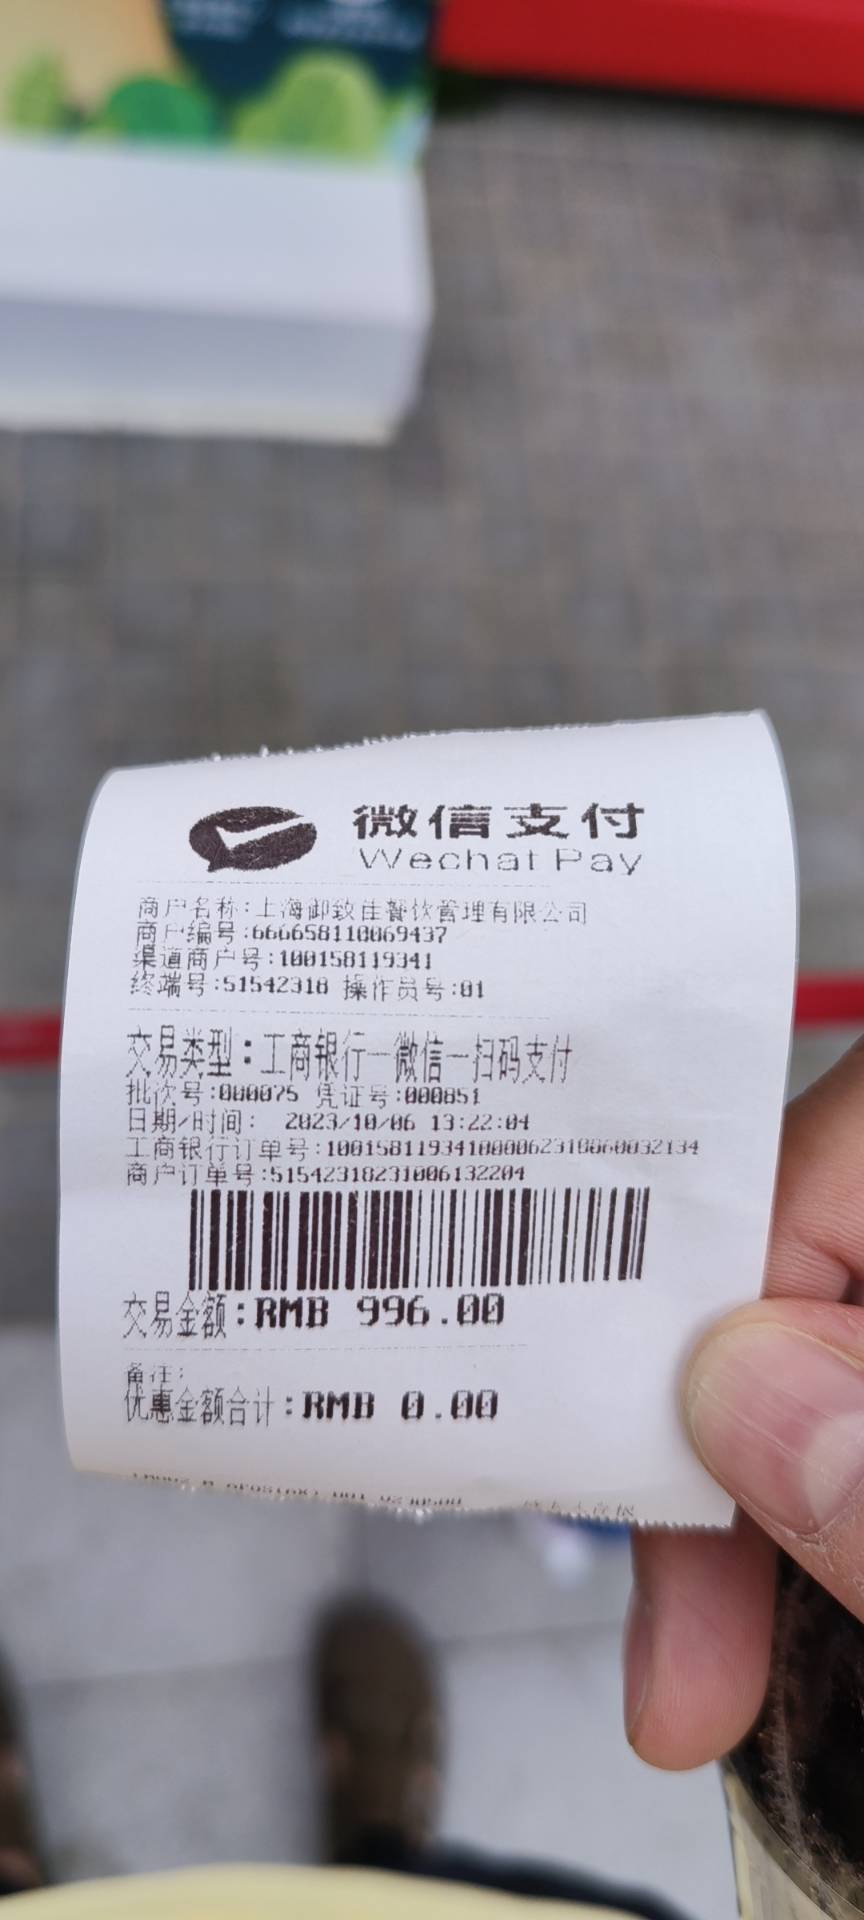 微信支付
Wechat Pay
商户名称:上海御致佳餐饮管理有限公司
商户编号:666658110069437
渠道商户号:100158119341
终端号:51542318 操作员号:01
交易类型:工商银行—微信—扫码支付
批次号:000075 凭证号:000851
日期/时间: 2023/10/06 13:22:04
工商银行订单号:100158119341000062310060032134
商户订单号:51542318231006132204
交易金额:RMB 996.00
备注:
优惠金额合计:RMB 0.00